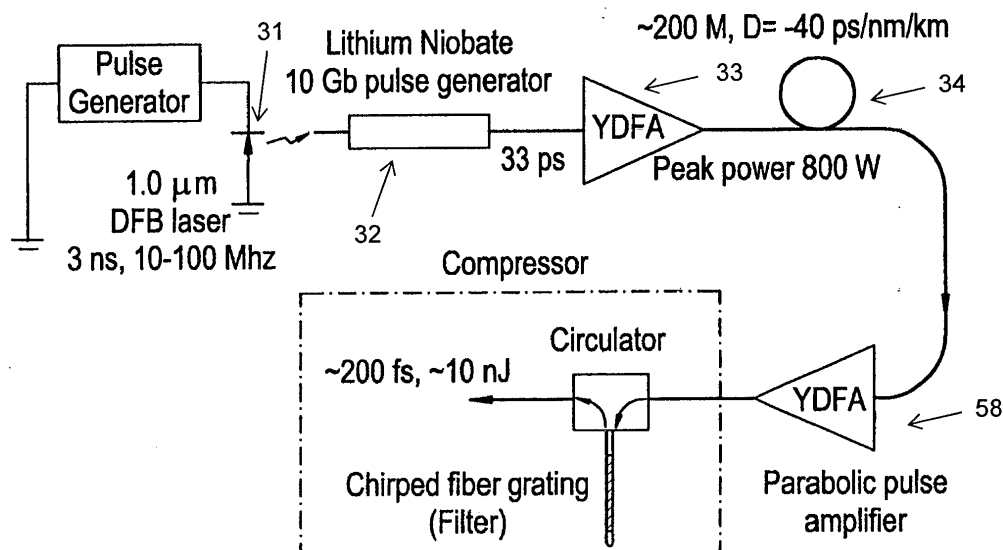 Pulse
Generator
31
Lithium Niobate
10 Gb pulse generator
~200 M, D= -40 ps/nm/km
33
34
YDFA
33 ps
Peak power 800 W
1.0 μm
DFB laser
3 ns, 10-100 Mhz
32
Compressor
Circulator
~200 fs, ~10 nJ
YDFA
58
Chirped fiber grating
(Filter)
Parabolic pulse
amplifier